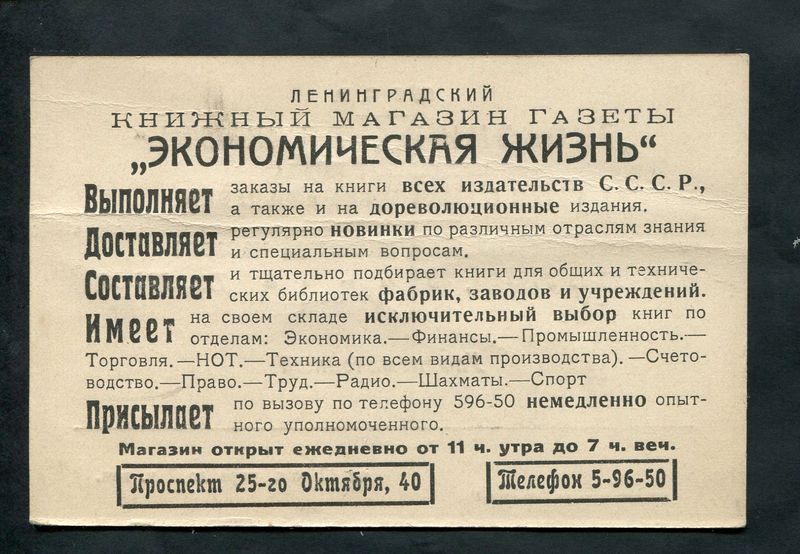 ЛЕНИНГРАДСКИЙ
КНИЖНЫЙ МАГАЗИН ГАЗЕТЫ
„ЭКОНОМИЧЕСКАЯ ЖИЗНЬ“
Выполняет заказы на книги всех издательств С. С. С. Р.,
а также и на дореволюционные издания.
Доставляет регулярно новинки по различным отраслям знания
и специальным вопросам.
Составляет и тщательно подбирает книги для общих и техниче-
ских библиотек фабрик, заводов и учреждений.
Имеет на своем складе исключительный выбор книг по
отделам: Экономика.—Финансы.—Промышленность.—
Торговля.—НОТ.—Техника (по всем видам производства).—Счето-
водство.—Право.—Труд.—Радио.—Шахматы.—Спорт
Присылает по вызову по телефону 596-50 немедленно опыт-
ного уполномоченного.
Магазин открыт ежедневно от 11 ч. утра до 7 ч. веч.
Проспект 25-го Октября, 40
Телефон 5-96-50